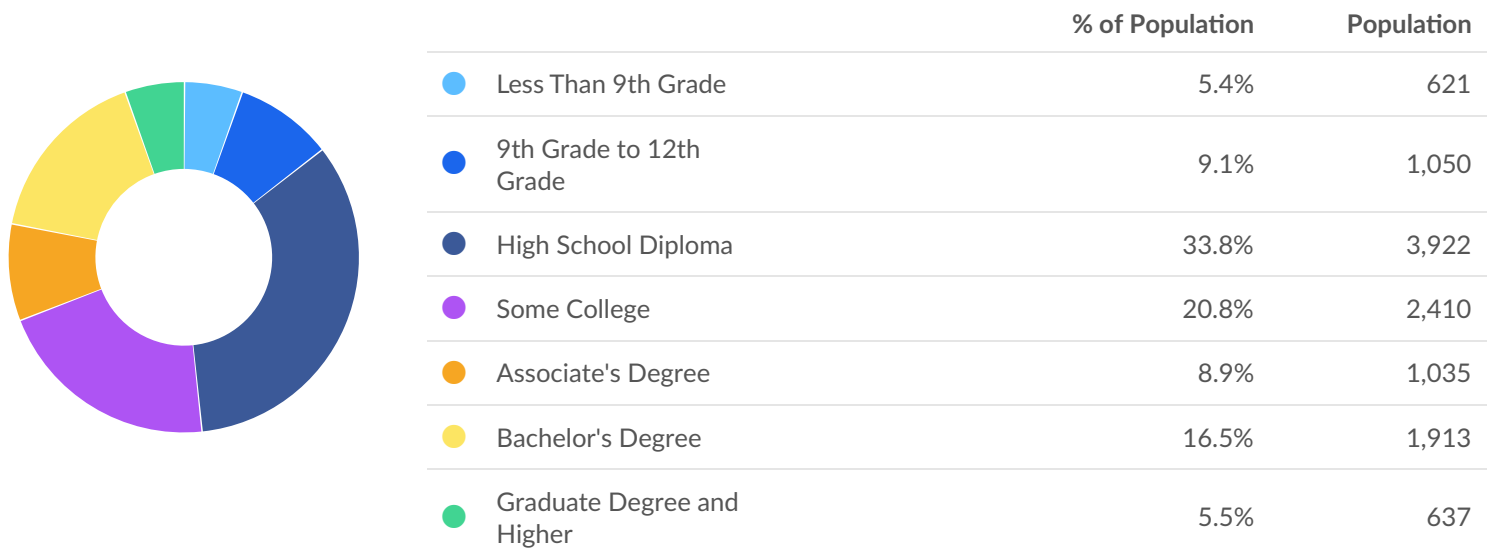 % of Population Population
Less Than 9th Grade 5.4% 621
9th Grade to 12th
Grade 9.1% 1,050
High School Diploma 33.8% 3,922
Some College 20.8% 2,410
Associate's Degree 8.9% 1,035
Bachelor's Degree 16.5% 1,913
Graduate Degree and
Higher 5.5% 637